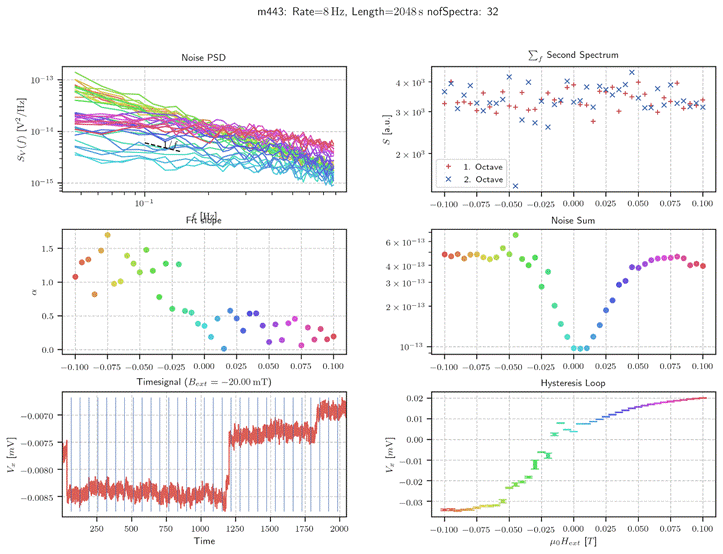 m443: Rate=8 Hz, Length=2048 s nofSpectra: 32
Noise PSD
S_V(f) [V²/Hz]
10⁻¹³
10⁻¹⁴
10⁻¹⁵
10⁻¹
f [Hz]
∑_f Second Spectrum
S [a.u.]
4 × 10³
3 × 10³
2 × 10³
1. Octave
2. Octave
−0.100 −0.075 −0.050 −0.025 0.000 0.025 0.050 0.075 0.100
Fit slope
α
1.5
1.0
0.5
0.0
−0.100 −0.075 −0.050 −0.025 0.000 0.025 0.050 0.075 0.100
Noise Sum
6 × 10⁻¹³
4 × 10⁻¹³
3 × 10⁻¹³
2 × 10⁻¹³
10⁻¹³
−0.100 −0.075 −0.050 −0.025 0.000 0.025 0.050 0.075 0.100
Timesignal (B_ext = −20.00 mT)
V_x [mV]
−0.0070
−0.0075
−0.0080
−0.0085
250 500 750 1000 1250 1500 1750 2000
Time
Hysteresis Loop
V_x [mV]
0.02
0.01
0.00
−0.01
−0.02
−0.03
−0.100 −0.075 −0.050 −0.025 0.000 0.025 0.050 0.075 0.100
μ₀H_ext [T]